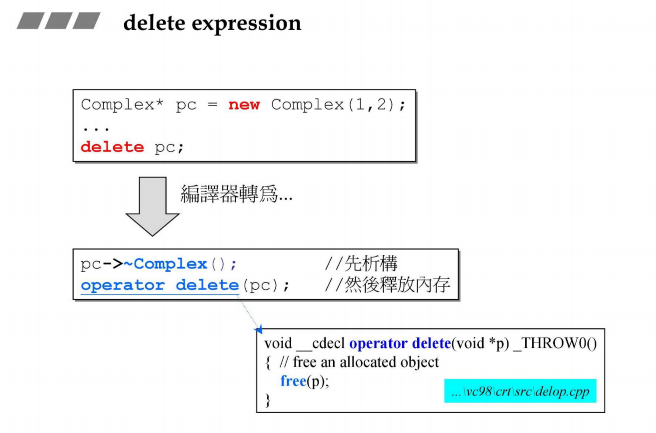 delete expression
Complex* pc = new Complex(1,2);
...
delete pc;
編譯器轉為...
pc->~Complex(); //先析構
operator delete(pc); //然後釋放內存
void __cdecl operator delete(void *p) _THROW0()
{ // free an allocated object
free(p);
}
...\vc98\crt\src\delop.cpp